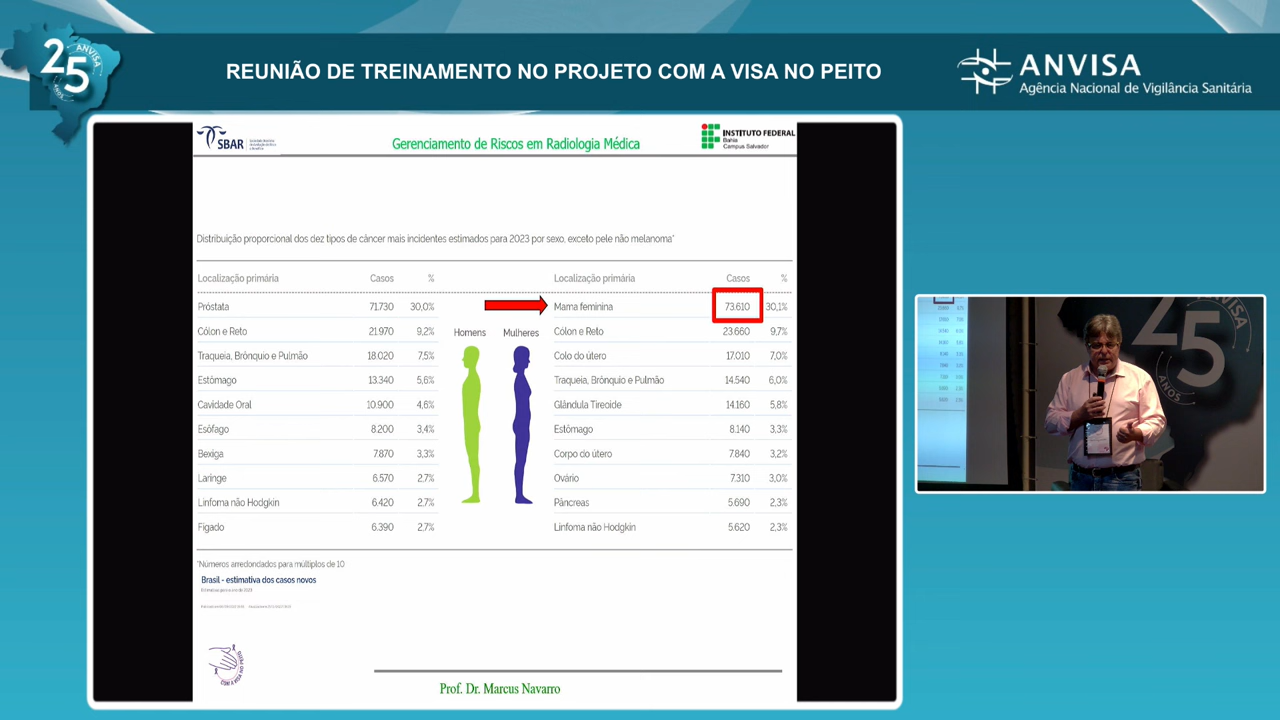 25
ANVISA
ANOS
REUNIÃO DE TREINAMENTO NO PROJETO COM A VISA NO PEITO
ANVISA
Agência Nacional de Vigilância Sanitária
SBAR
Gerenciamento de Riscos em Radiologia Médica
INSTITUTO FEDERAL
Bahia
Campus Salvador
Distribuição proporcional dos dez tipos de câncer mais incidentes estimados para 2023 por sexo, exceto pele não melanoma*
Localização primária Casos % Localização primária Casos %
Próstata 71.730 30,0% Mama feminina 73.610 30,1%
Cólon e Reto 21.970 9,2% Homens Mulheres Cólon e Reto 23.660 9,7%
Traqueia, Brônquio e Pulmão 18.020 7,5% Colo do útero 17.010 7,0%
Estômago 13.340 5,6% Traqueia, Brônquio e Pulmão 14.540 6,0%
Cavidade Oral 10.900 4,6% Glândula Tireoide 14.160 5,8%
Esôfago 8.200 3,4% Estômago 8.140 3,3%
Bexiga 7.870 3,3% Corpo do útero 7.840 3,2%
Laringe 6.570 2,7% Ovário 7.310 3,0%
Linfoma não Hodgkin 6.420 2,7% Pâncreas 5.690 2,3%
Fígado 6.390 2,7% Linfoma não Hodgkin 5.620 2,3%
*Números arredondados para múltiplos de 10
Brasil - estimativa dos casos novos
COM A VISA NO PEITO
Prof. Dr. Marcus Navarro
25
ANVISA
ANOS